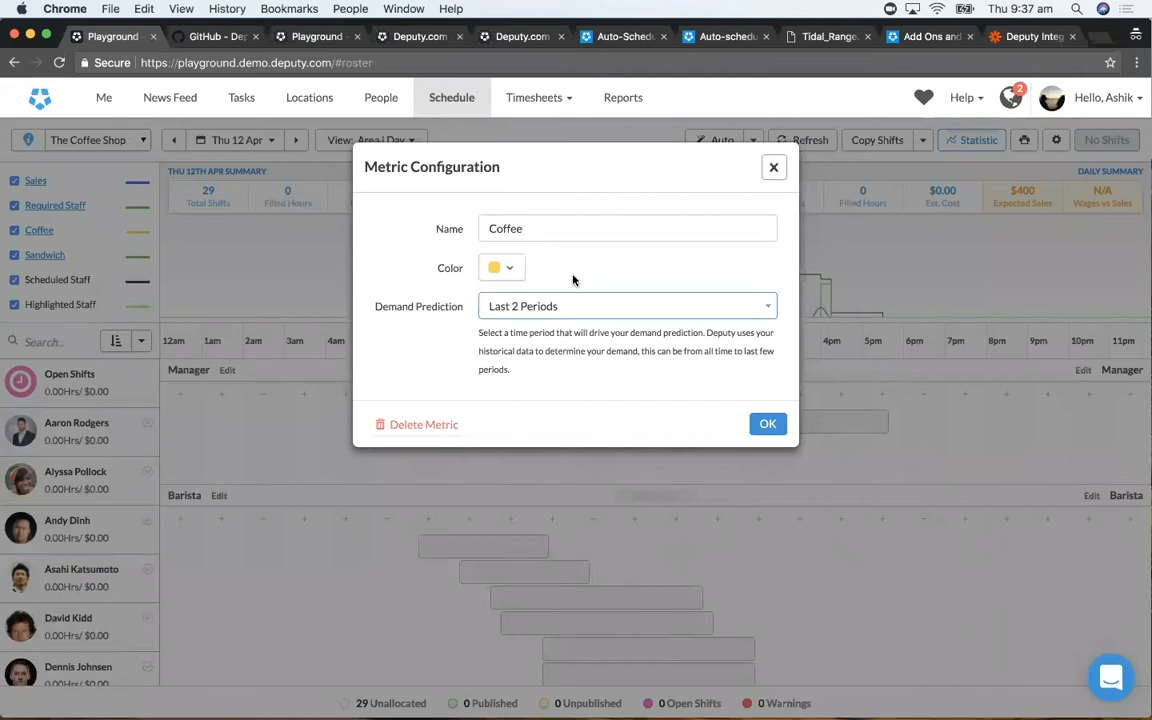 Chrome File Edit View History Bookmarks People Window Help Thu 9:37 am
Playground - GitHub - Dep Playground - Deputy.com Deputy.com Auto-Schedu Auto-schedu Tidal_Range. Add Ons and Deputy Integ
Secure https://playground.demo.deputy.com/#roster
Me News Feed Tasks Locations People Schedule Timesheets Reports Help 2 Hello, Ashik
The Coffee Shop Thu 12 Apr View: Area | Day Auto Refresh Copy Shifts Statistic No Shifts
THU 12TH APR SUMMARY DAILY SUMMARY
29 0 0 $0.00 $400 N/A
Total Shifts Filled Hours Filled Hours Est. Cost Expected Sales Wages vs Sales
Sales
Required Staff
Coffee
Sandwich
Scheduled Staff
Highlighted Staff
Metric Configuration
Name Coffee
Color
Demand Prediction Last 2 Periods
Select a time period that will drive your demand prediction. Deputy uses your
historical data to determine your demand, this can be from all time to last few
periods.
Delete Metric OK
Search... 12am 1am 2am 3am 4am 4pm 5pm 6pm 7pm 8pm 9pm 10pm 11pm
Manager Edit Edit Manager
Open Shifts
0.00Hrs/ $0.00
Aaron Rodgers
0.00Hrs/ $0.00
Alyssa Pollock
0.00Hrs/ $0.00
Barista Edit Edit Barista
Andy Dinh
0.00Hrs/ $0.00
Asahi Katsumoto
0.00Hrs/ $0.00
David Kidd
0.00Hrs/ $0.00
Dennis Johnsen
0.00Hrs/ $0.00
29 Unallocated 0 Published 0 Unpublished 0 Open Shifts 0 Warnings